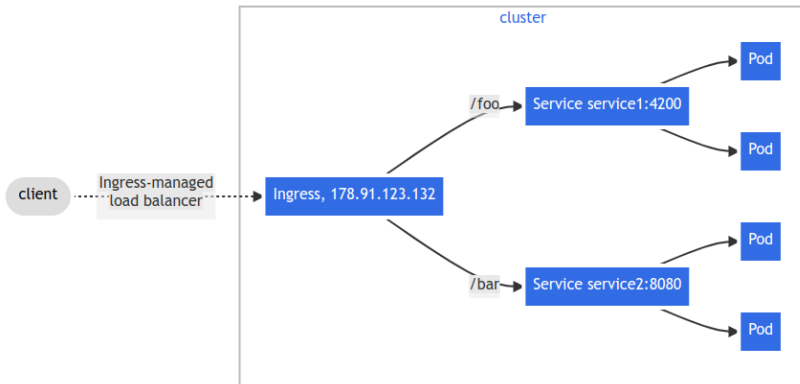 cluster
client
Ingress-managed
load balancer
Ingress, 178.91.123.132
/foo
Service service1:4200
Pod
Pod
/bar
Service service2:8080
Pod
Pod